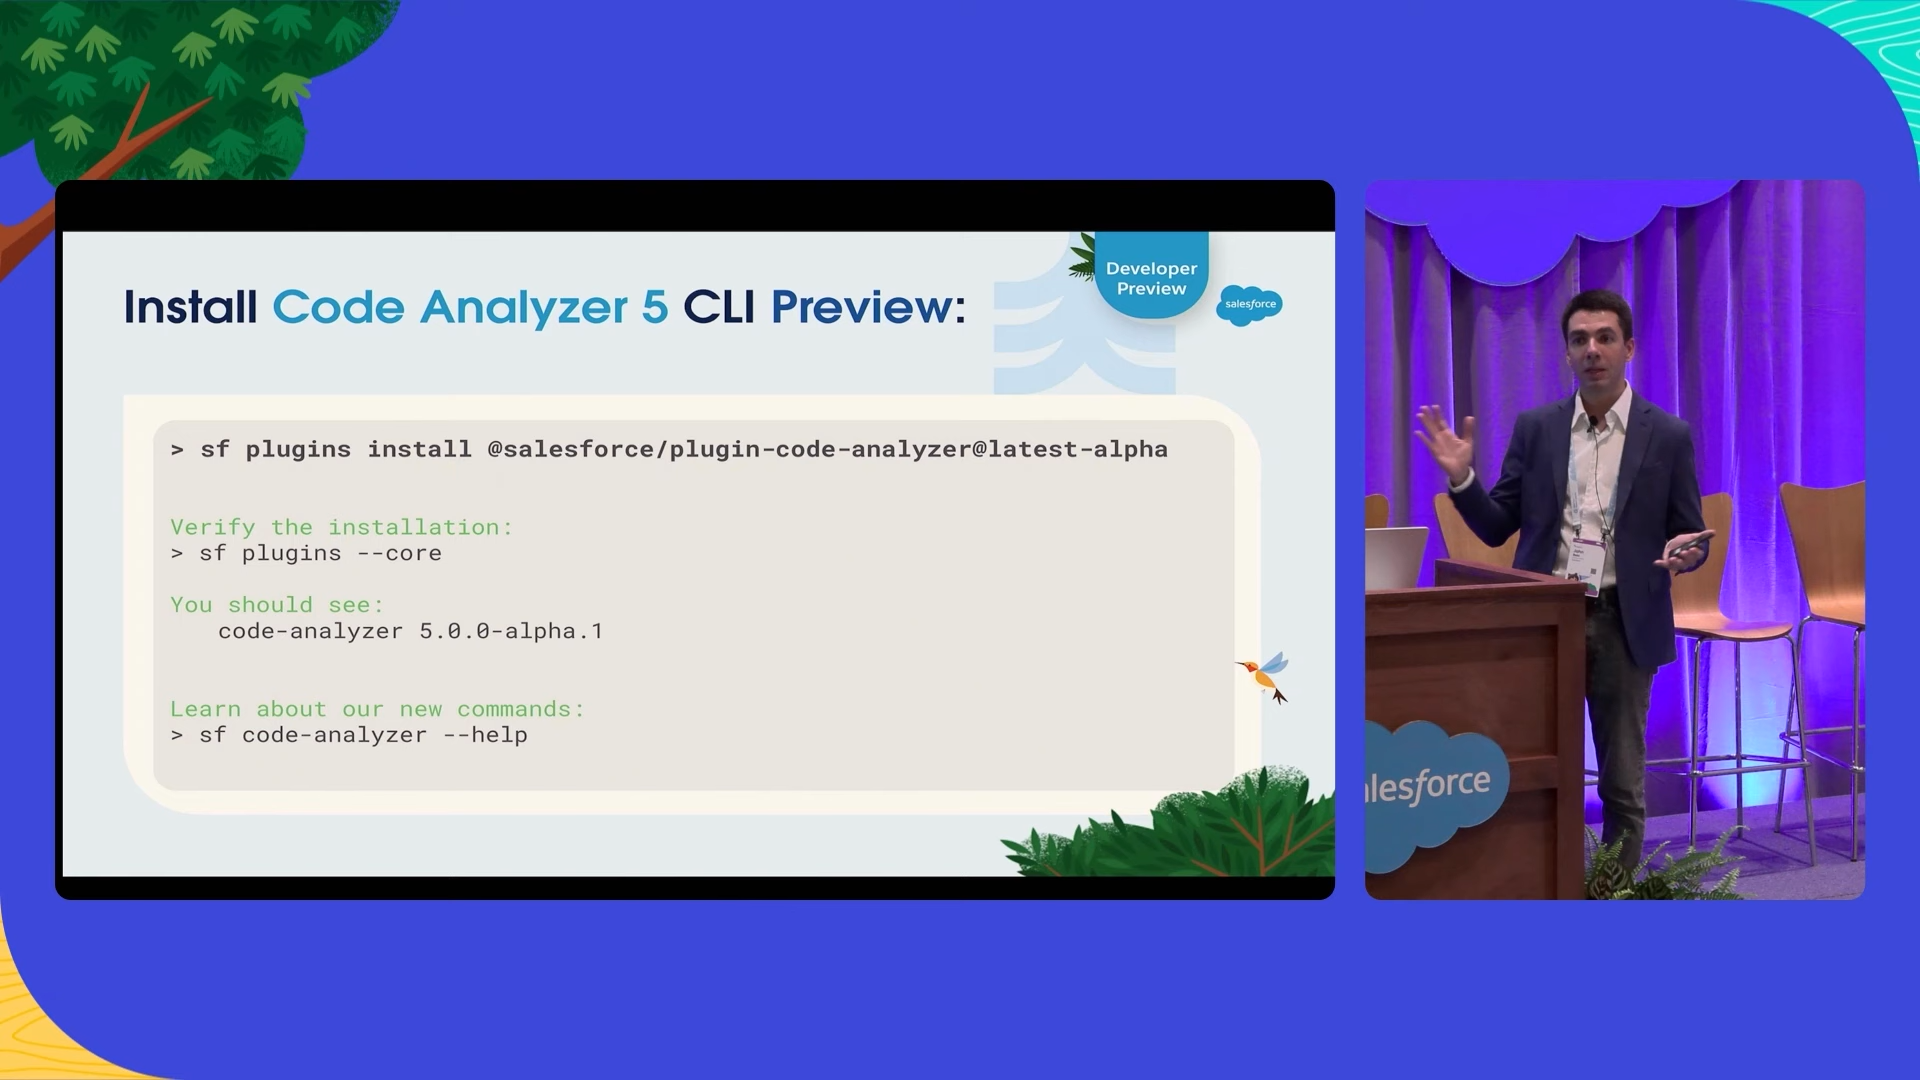 Install Code Analyzer 5 CLI Preview:
Developer
Preview
salesforce
> sf plugins install @salesforce/plugin-code-analyzer@latest-alpha
Verify the installation:
> sf plugins --core
You should see:
code-analyzer 5.0.0-alpha.1
Learn about our new commands:
> sf code-analyzer --help
alesforce